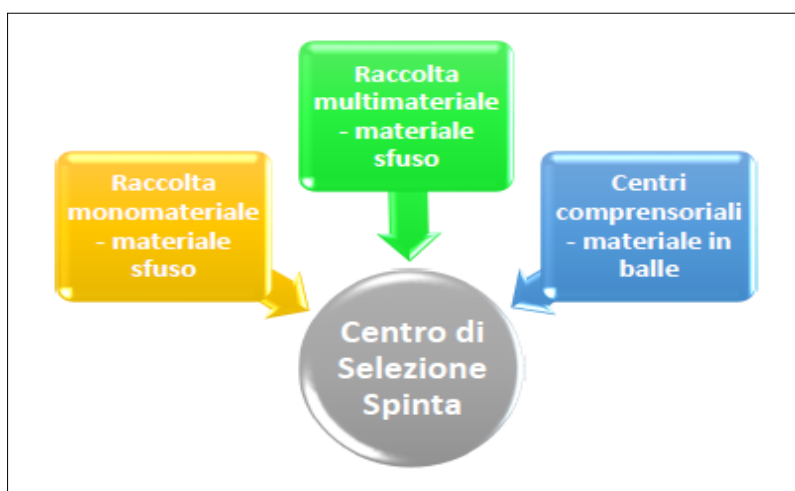 Raccolta
monomateriale
- materiale
sfuso
Raccolta
multimateriale
- materiale
sfuso
Centri
comprensoriali
- materiale in
balle
Centro di
Selezione
Spinta